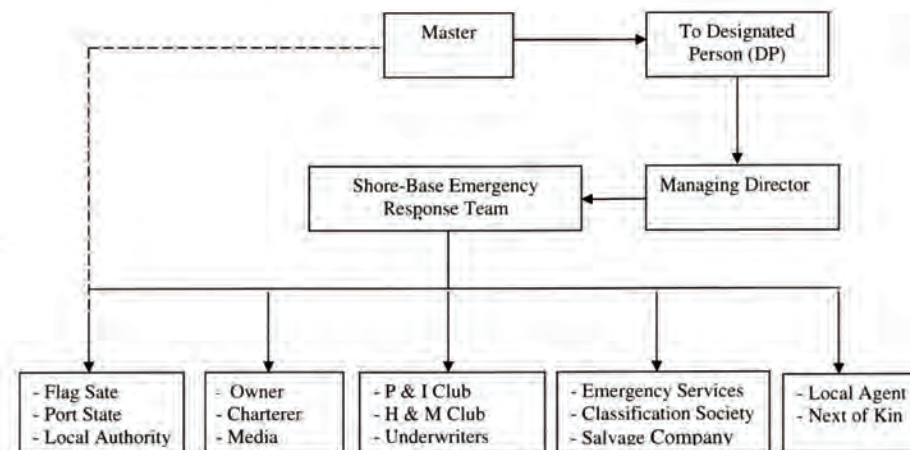 Master
To Designated
Person (DP)
Shore-Base Emergency
Response Team
Managing Director
- Flag Sate
- Port State
- Local Authority
- Owner
- Charterer
- Media
- P & I Club
- H & M Club
- Underwriters
- Emergency Services
- Classification Society
- Salvage Company
- Local Agent
- Next of Kin